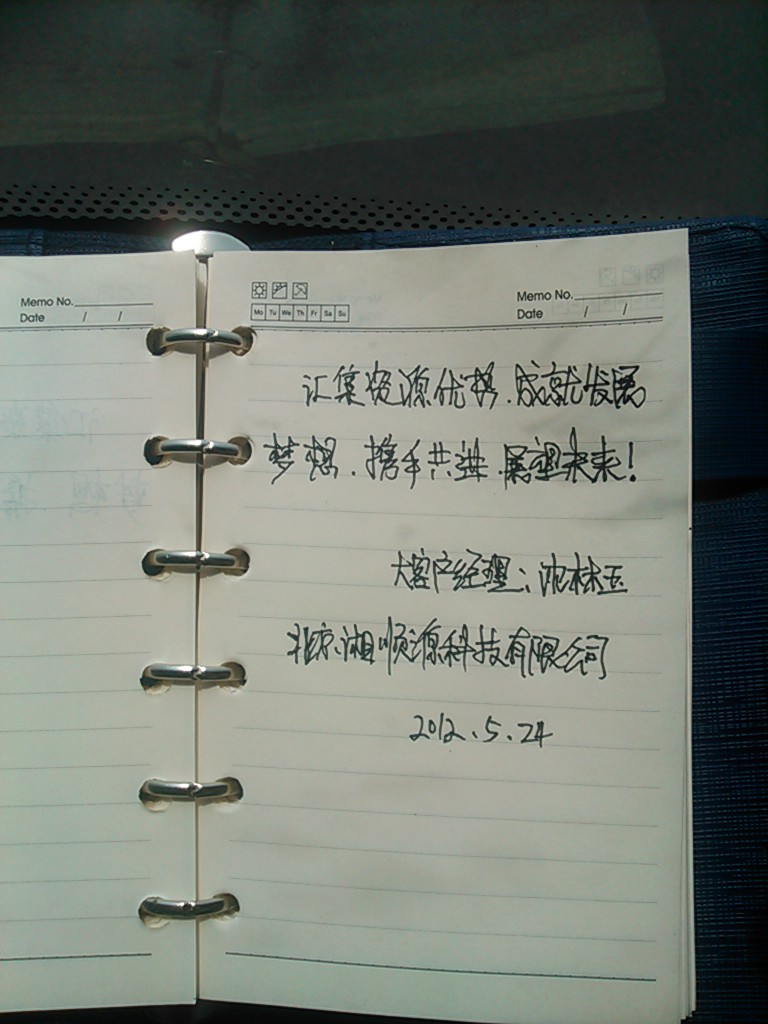 Memo No.
Date / /
Mo Tu We Th Fr Sa Su
Memo No.
Date / /
汇集资源优势.成就发展
梦想.携手共进.展望未来!
大客户经理:沈林玉
北京湘顺源科技有限公司
2012.5.24